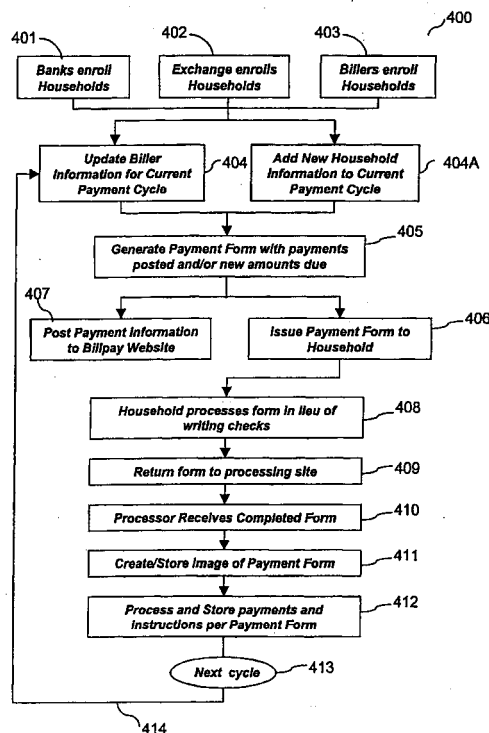 400
401
402
403
Banks enroll
Households
Exchange enrolls
Households
Billers enroll
Households
Update Biller
Information for Current
Payment Cycle
404
Add New Household
Information to Current
Payment Cycle
404A
Generate Payment Form with payments
posted and/or new amounts due
405
407
Post Payment Information
to Billpay Website
Issue Payment Form to
Household
406
Household processes form in lieu of
writing checks
408
Return form to processing site
409
Processor Receives Completed Form
410
Create/Store Image of Payment Form
411
Process and Store payments and
instructions per Payment Form
412
Next cycle
413
414